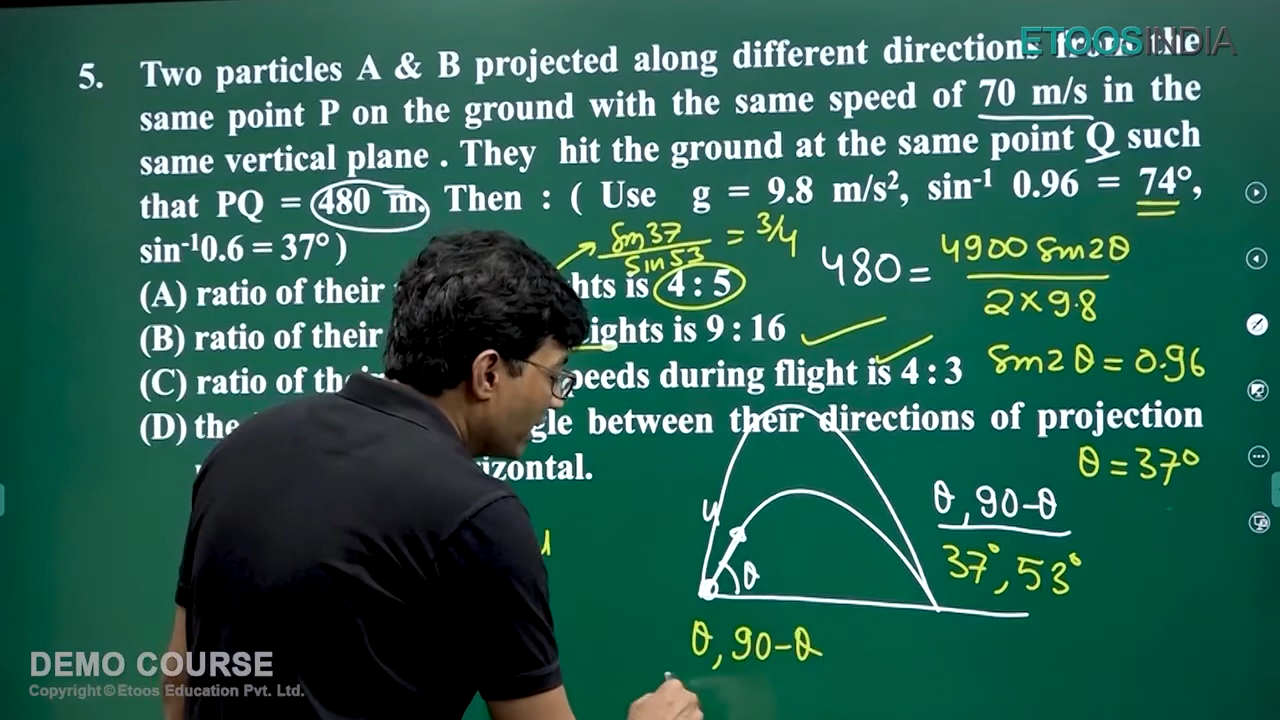 ETOOSINDIA
5. Two particles A & B projected along different directions from the
same point P on the ground with the same speed of 70 m/s in the
same vertical plane . They hit the ground at the same point Q such
that PQ = 480 m. Then : ( Use g = 9.8 m/s², sin⁻¹ 0.96 = 74°,
sin⁻¹0.6 = 37° )
sin37 / sin53 = 3/4
480 = 4900 sin2θ / 2×9.8
(A) ratio of their hts is 4 : 5
(B) ratio of their ights is 9 : 16
sin2θ = 0.96
(C) ratio of the peeds during flight is 4 : 3
(D) the gle between their directions of projection
izontal.
θ = 37°
θ, 90-θ
37°, 53°
u
u
θ
θ, 90-θ
DEMO COURSE
Copyright © Etoos Education Pvt. Ltd.